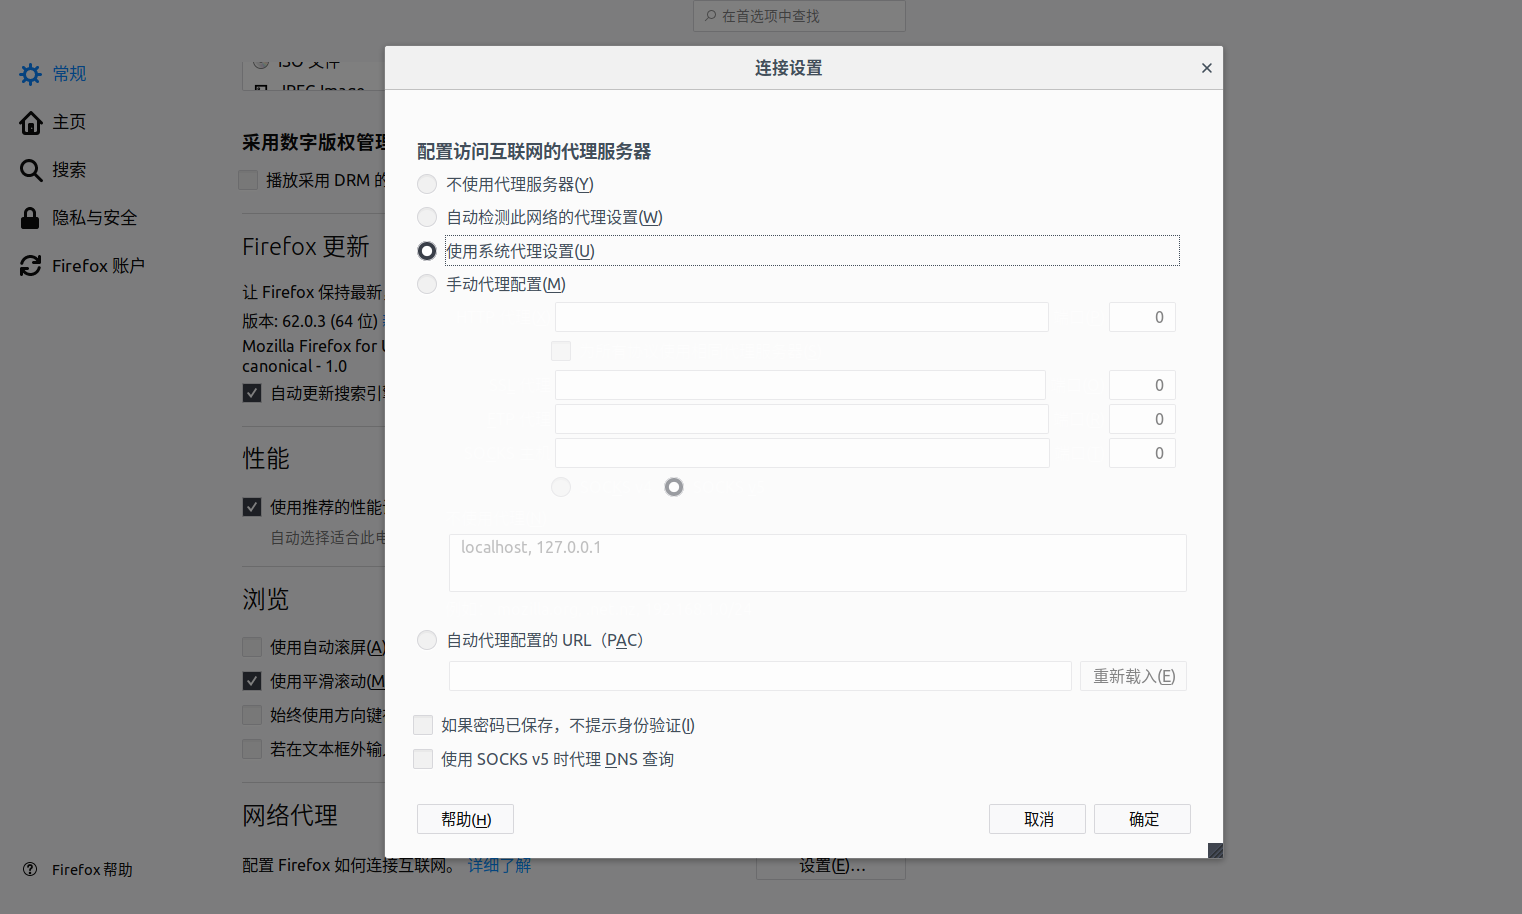 在首选项中查找
常规
主页
搜索
隐私与安全
Firefox 账户
Firefox 帮助
ISO 文件
JPEG Image
采用数字版权管理
播放采用 DRM 的
Firefox 更新
让 Firefox 保持最新
版本: 62.0.3 (64 位)
Mozilla Firefox for U
canonical - 1.0
自动更新搜索引擎
性能
使用推荐的性能设
自动选择适合此电
浏览
使用自动滚屏(A)
使用平滑滚动(M
始终使用方向键在
若在文本框外输入
网络代理
配置 Firefox 如何连接互联网。 详细了解
设置(E)…
连接设置
配置访问互联网的代理服务器
不使用代理服务器(Y)
自动检测此网络的代理设置(W)
使用系统代理设置(U)
手动代理配置(M)
0
0
0
0
localhost, 127.0.0.1
自动代理配置的 URL（PAC）
重新载入(E)
如果密码已保存，不提示身份验证(I)
使用 SOCKS v5 时代理 DNS 查询
帮助(H)
取消
确定